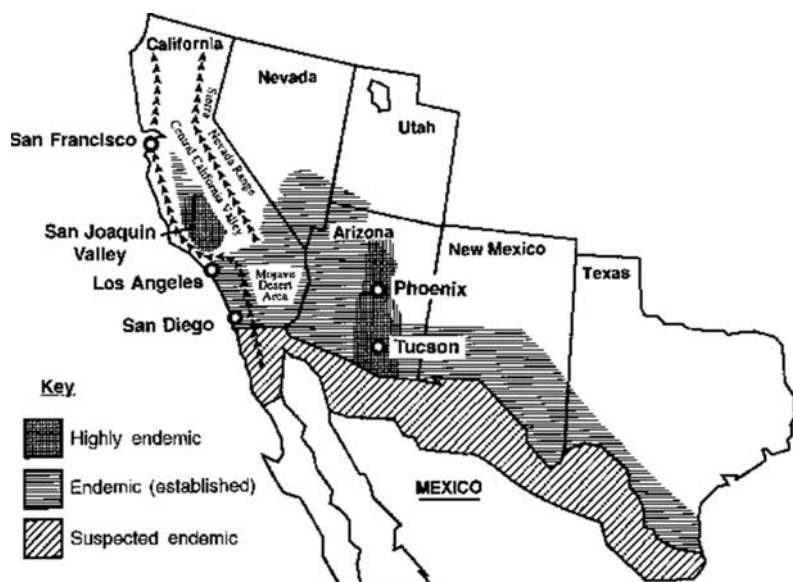 California
Nevada
Utah
Sierra
Nevada Range
Central California Valley
San Francisco
San Joaquin
Valley
Arizona
New Mexico
Texas
Los Angeles
Mojave
Desert
Area
Phoenix
San Diego
Tucson
Key
Highly endemic
Endemic (established)
Suspected endemic
MEXICO